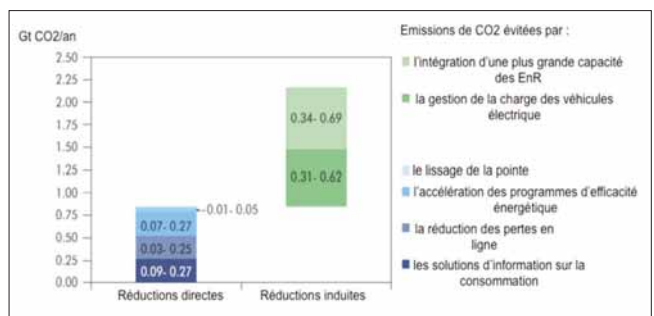 Gt CO2/an
2.50
2.25
2.00
1.75
1.50
1.25
1.00
0.75
0.50
0.25
0.00
0.34- 0.69
0.31- 0.62
0.01- 0.05
0.07- 0.27
0.03- 0.25
0.09- 0.27
Réductions directes
Réductions induites
Emissions de CO2 évitées par :
l'intégration d'une plus grande capacité
des EnR
la gestion de la charge des véhicules
électrique
le lissage de la pointe
l'accélération des programmes d'efficacité
énergétique
la réduction des pertes en
ligne
les solutions d'information sur la
consommation